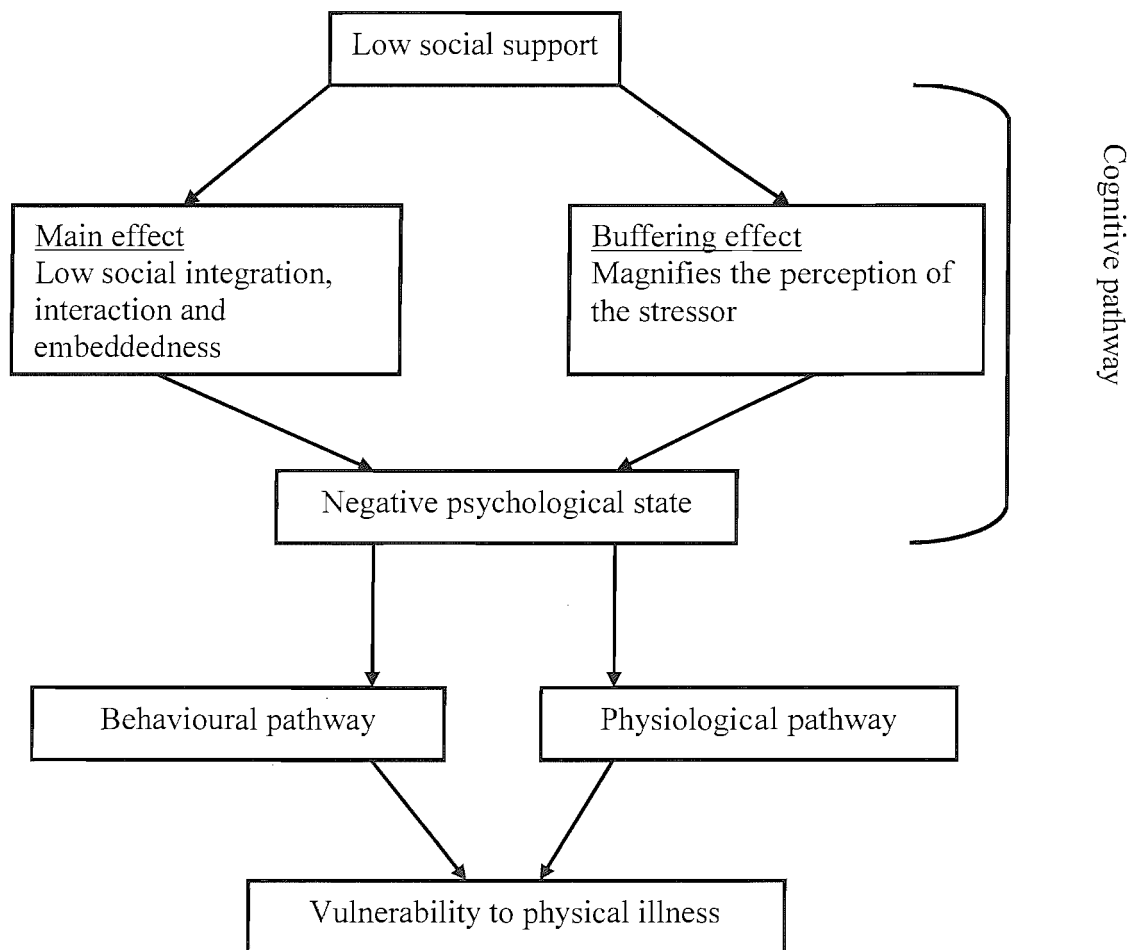 Low social support
Main effect
Low social integration,
interaction and
embeddedness
Buffering effect
Magnifies the perception of
the stressor
Cognitive pathway
Negative psychological state
Behavioural pathway
Physiological pathway
Vulnerability to physical illness